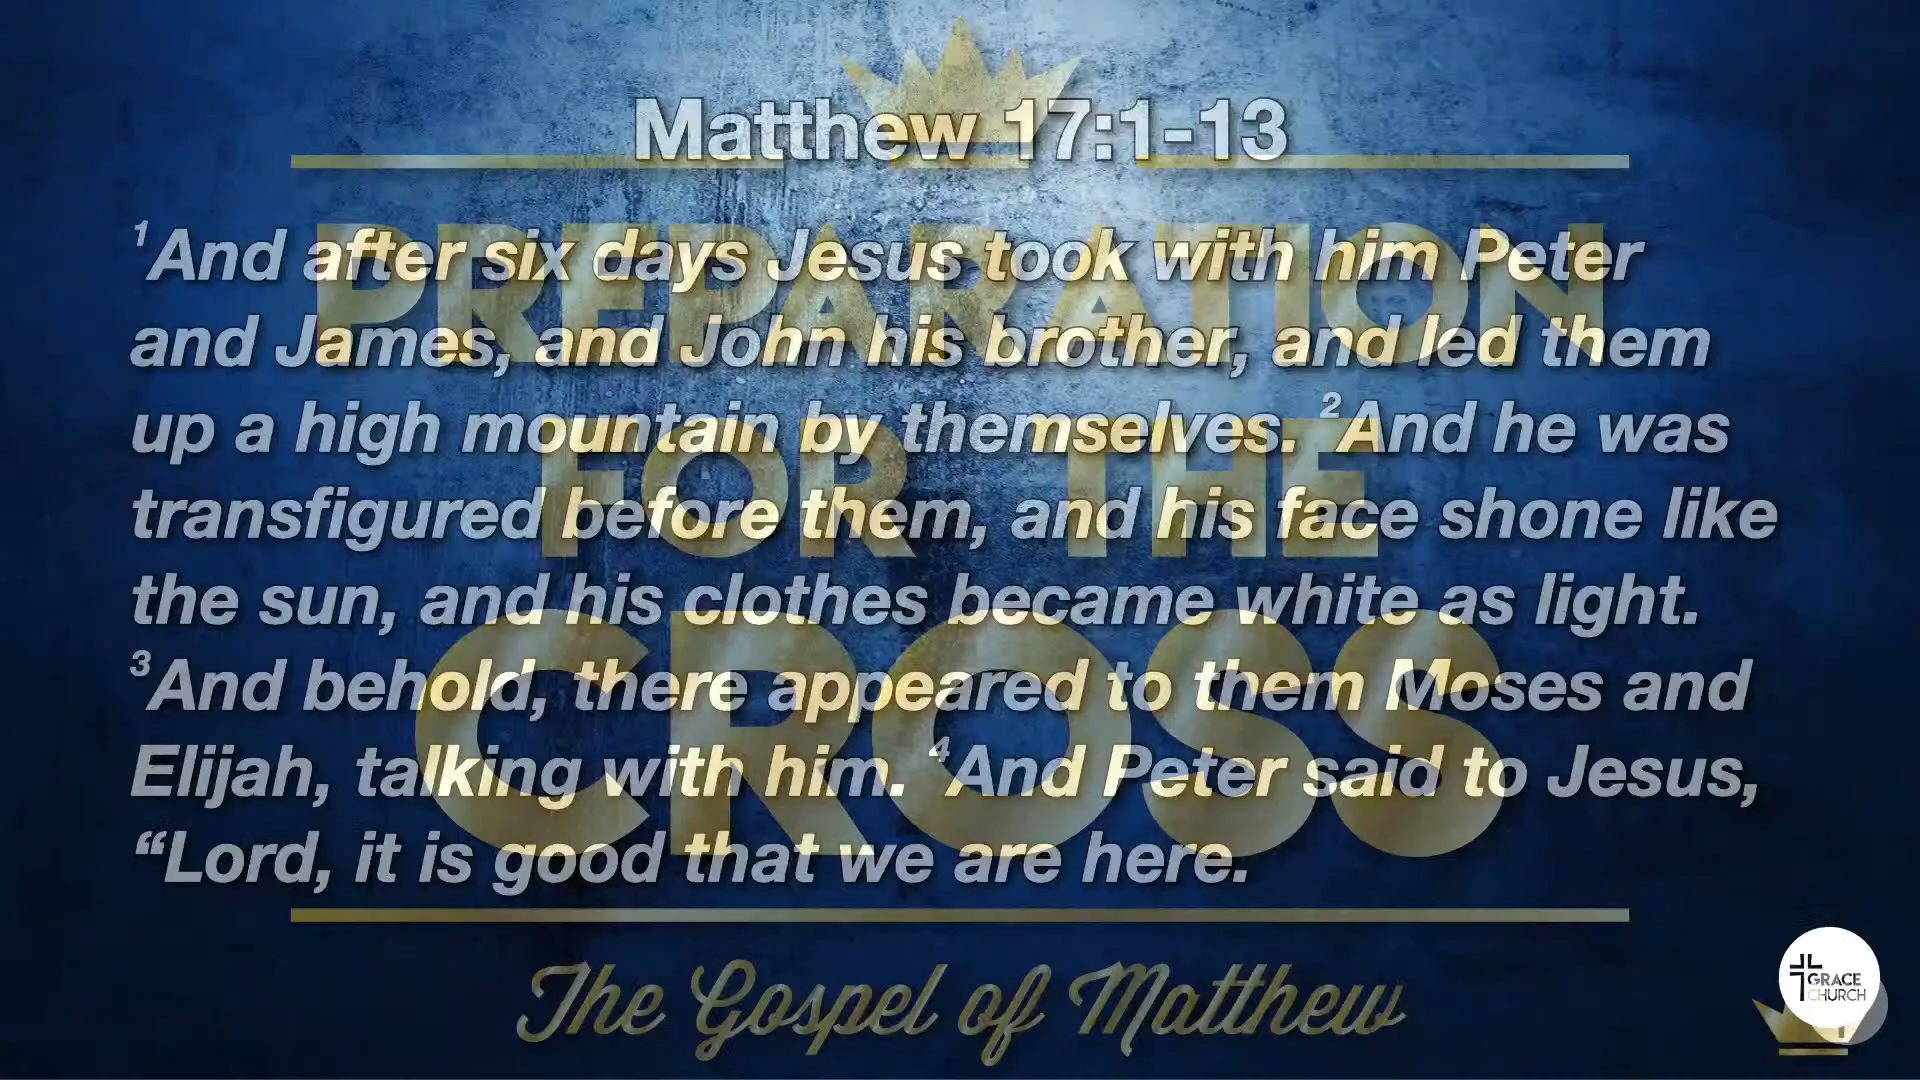 Matthew 17:1-13
PREPARATION
FOR THE
CROSS
The Gospel of Matthew
¹And after six days Jesus took with him Peter
and James, and John his brother, and led them
up a high mountain by themselves. ²And he was
transfigured before them, and his face shone like
the sun, and his clothes became white as light.
³And behold, there appeared to them Moses and
Elijah, talking with him. ⁴And Peter said to Jesus,
“Lord, it is good that we are here.
GRACE
CHURCH